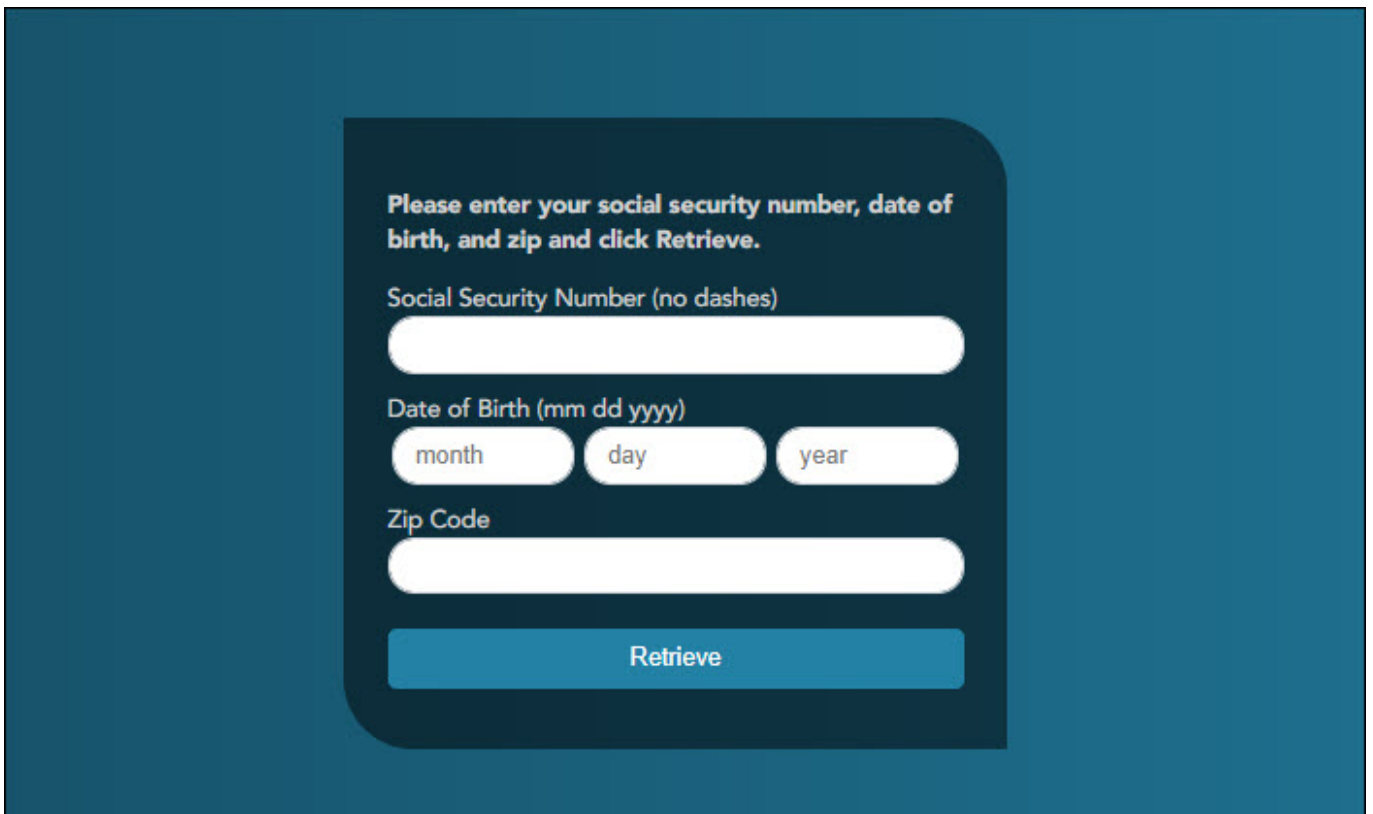 Please enter your social security number, date of
birth, and zip and click Retrieve.
Social Security Number (no dashes)
Date of Birth (mm dd yyyy)
month day year
Zip Code
Retrieve